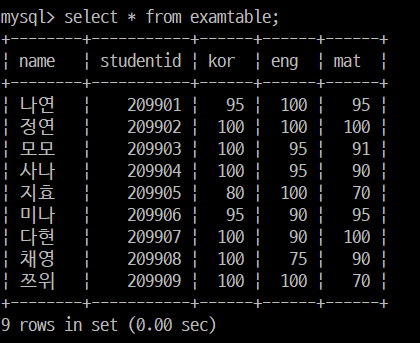 mysql> select * from examtable;
+--------+-----------+------+------+------+
¦ name   ¦ studentid ¦ kor  ¦ eng  ¦ mat  ¦
+--------+-----------+------+------+------+
¦ 나연   ¦    209901 ¦   95 ¦  100 ¦   95 ¦
¦ 정연   ¦    209902 ¦  100 ¦  100 ¦  100 ¦
¦ 모모   ¦    209903 ¦  100 ¦   95 ¦   91 ¦
¦ 사나   ¦    209904 ¦  100 ¦   95 ¦   90 ¦
¦ 지효   ¦    209905 ¦   80 ¦  100 ¦   70 ¦
¦ 미나   ¦    209906 ¦   95 ¦   90 ¦   95 ¦
¦ 다현   ¦    209907 ¦  100 ¦   90 ¦  100 ¦
¦ 채영   ¦    209908 ¦  100 ¦   75 ¦   90 ¦
¦ 쯔위   ¦    209909 ¦  100 ¦  100 ¦   70 ¦
+--------+-----------+------+------+------+
9 rows in set (0.00 sec)